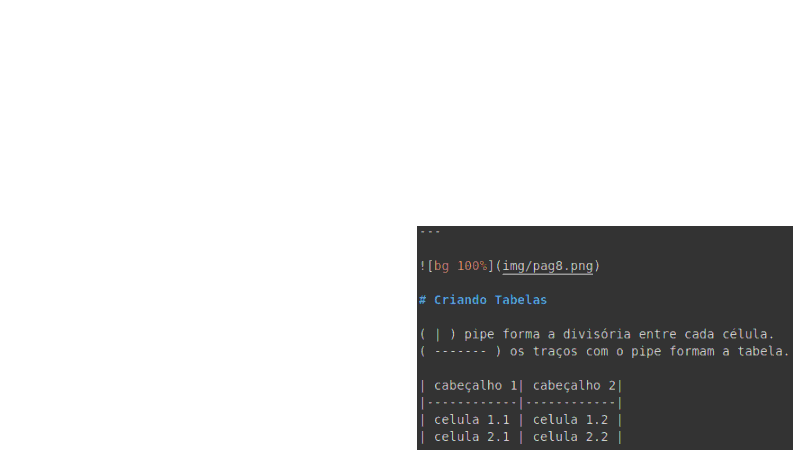 ---
![bg 100%](img/pag8.png)
# Criando Tabelas
( | ) pipe forma a divisória entre cada célula.
( ------- ) os traços com o pipe formam a tabela.
| cabeçalho 1| cabeçalho 2|
|------------|------------|
| celula 1.1 | celula 1.2 |
| celula 2.1 | celula 2.2 |